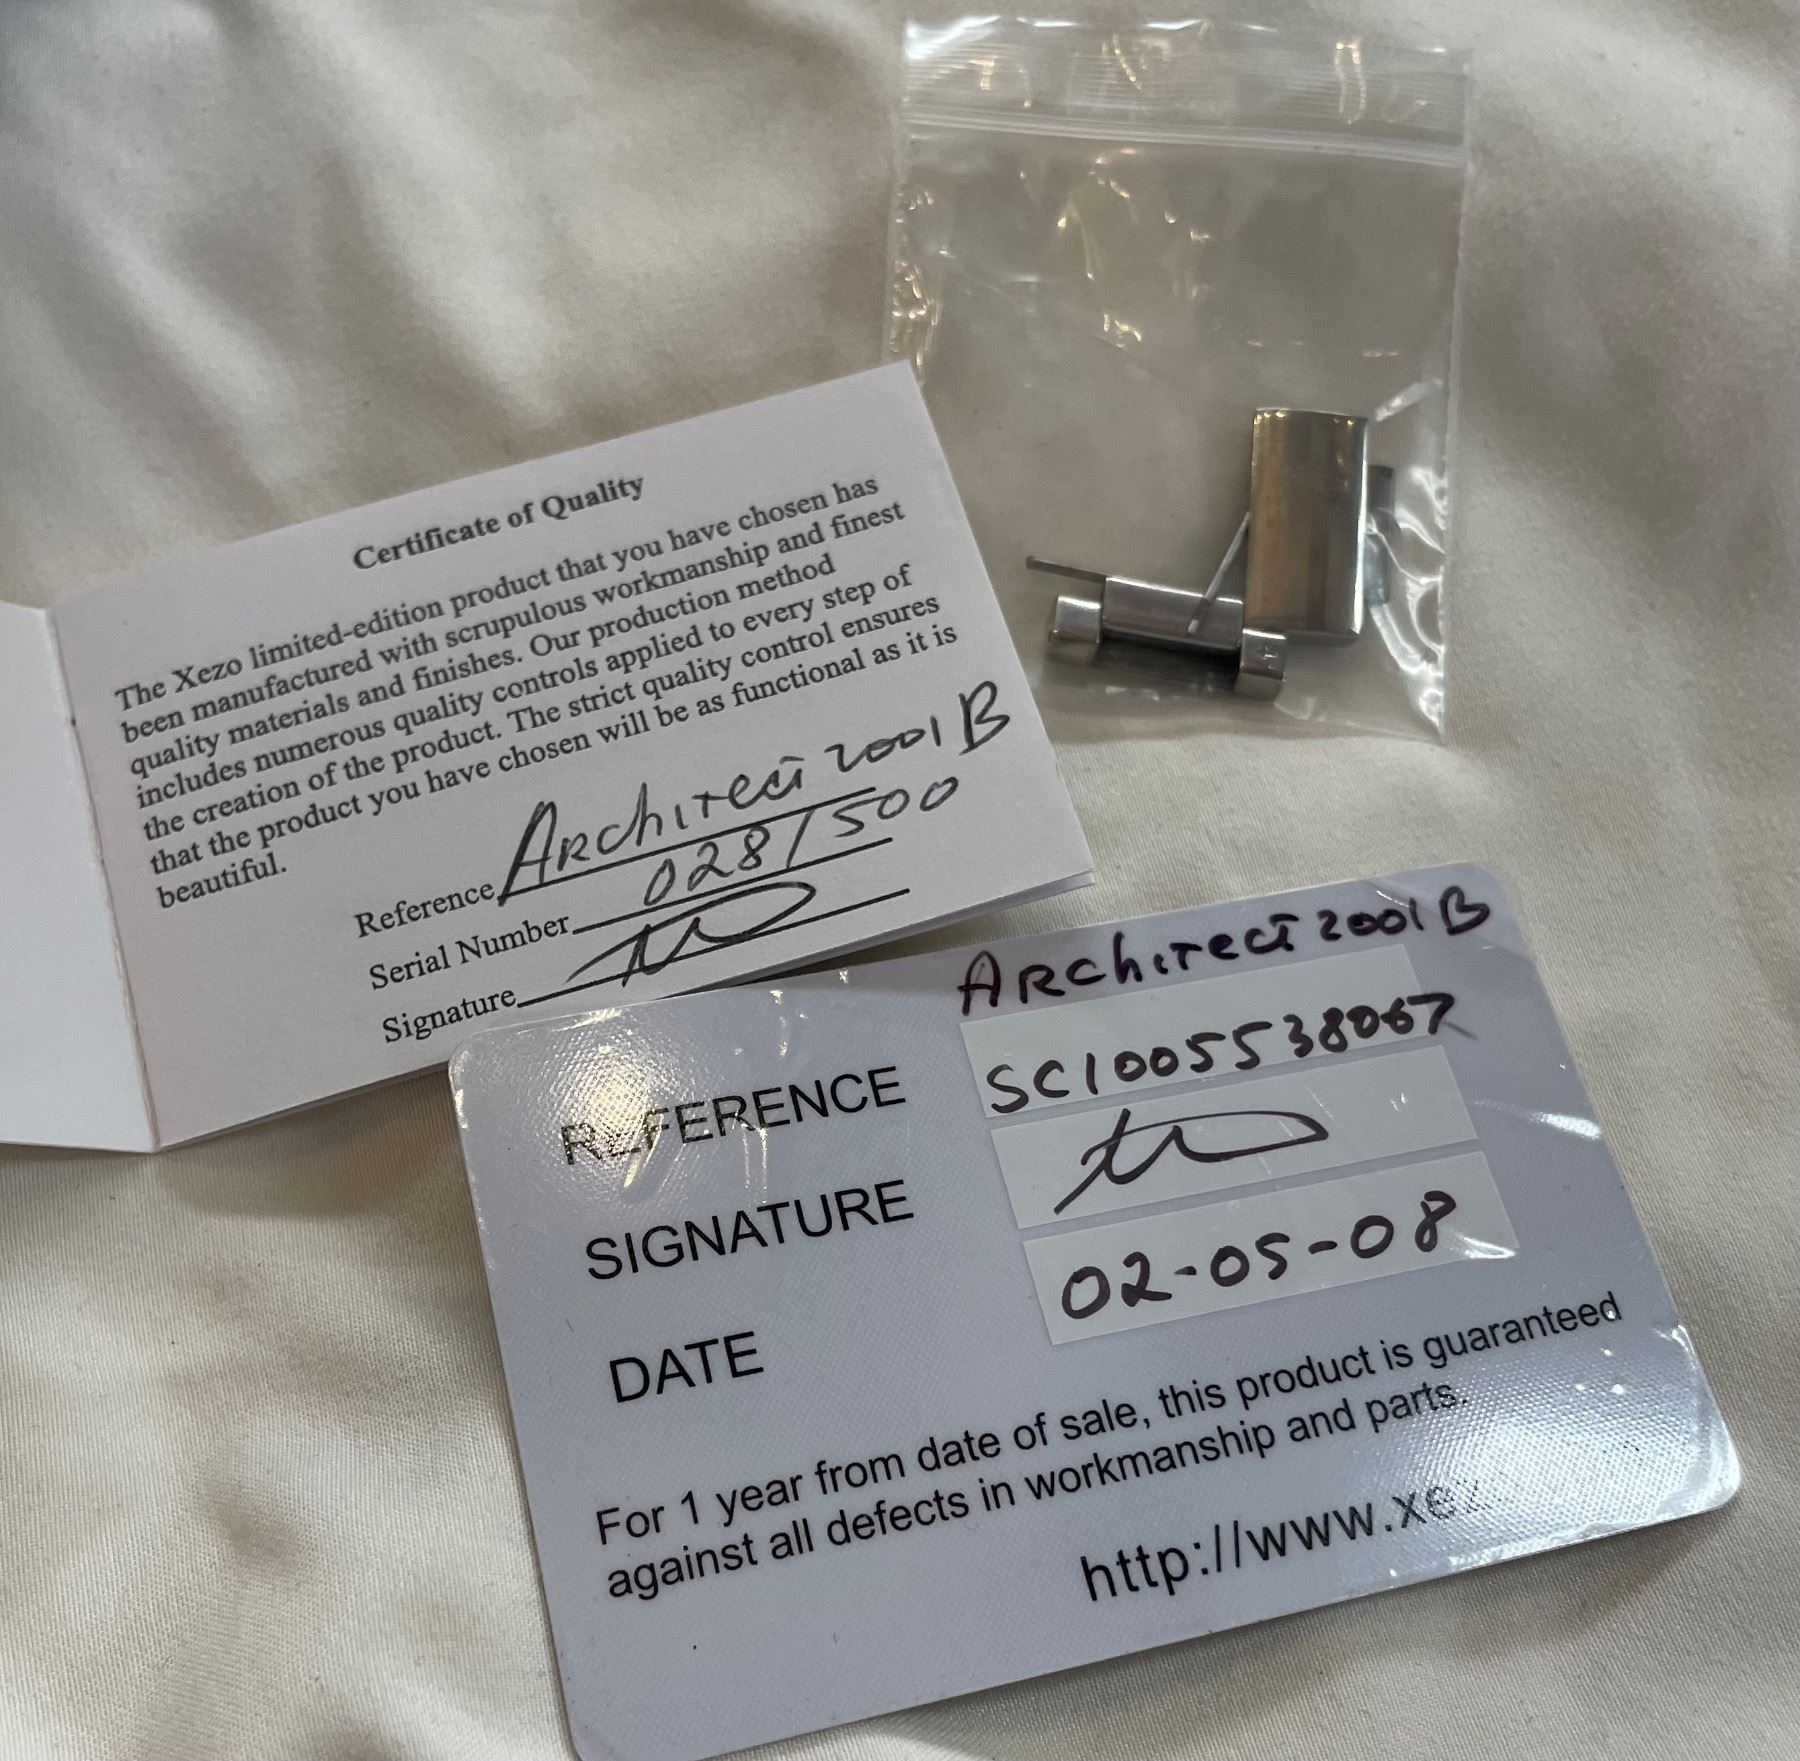 Certificate of Quality
The Xezo limited-edition product that you have chosen has
been manufactured with scrupulous workmanship and finest
quality materials and finishes. Our production method
includes numerous quality controls applied to every step of
the creation of the product. The strict quality control ensures
that the product you have chosen will be as functional as it is
beautiful.
Reference Architect 2001B
Serial Number 028/500
Signature
Architect 2001B
REFERENCE SC1005538067
SIGNATURE
DATE 02-05-08
For 1 year from date of sale, this product is guaranteed
against all defects in workmanship and parts.
http://www.xez